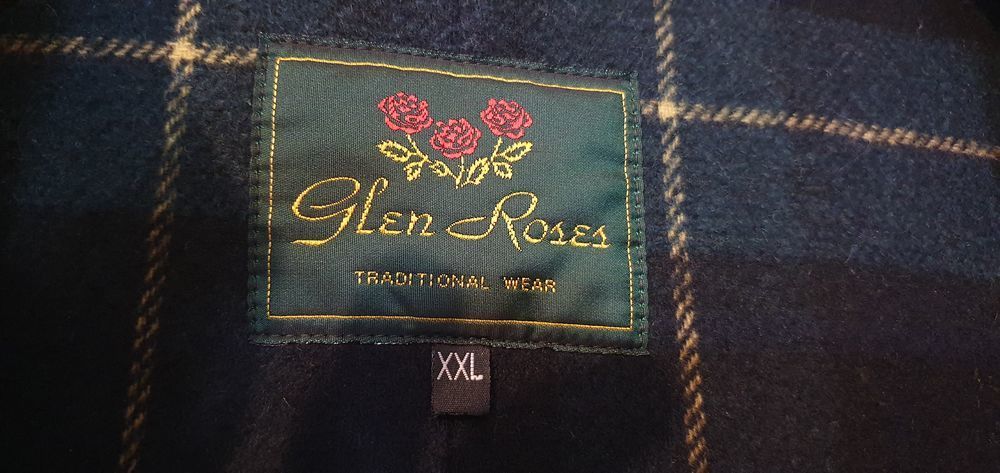 Glen Roses
TRADITIONAL WEAR
XXL